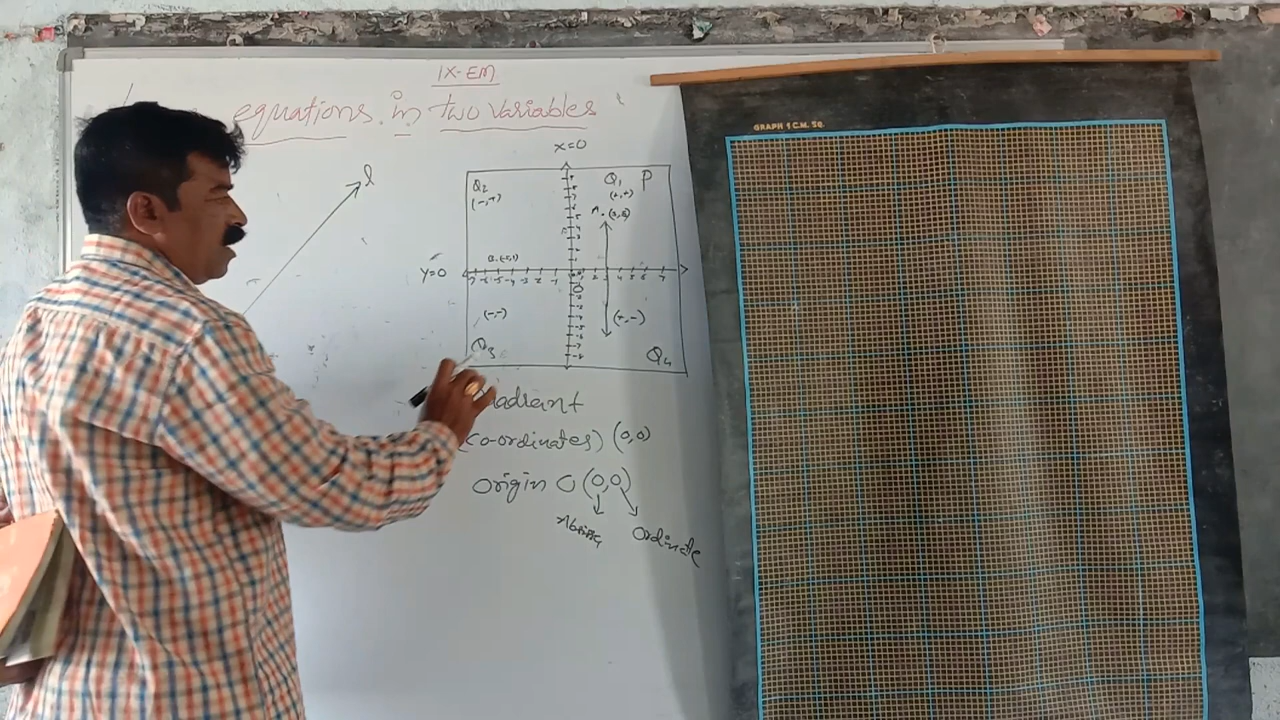 IX-EM
equations in two variables
x=0
l
Q2
(-,+)
Q1
P
(+,+)
A.
y=0
(-,-)
(+,-)
Q3
Q4
(co-ordinates) (0,0)
origin O (0,0)
ordinate
GRAPH 1 C.M. SQ.